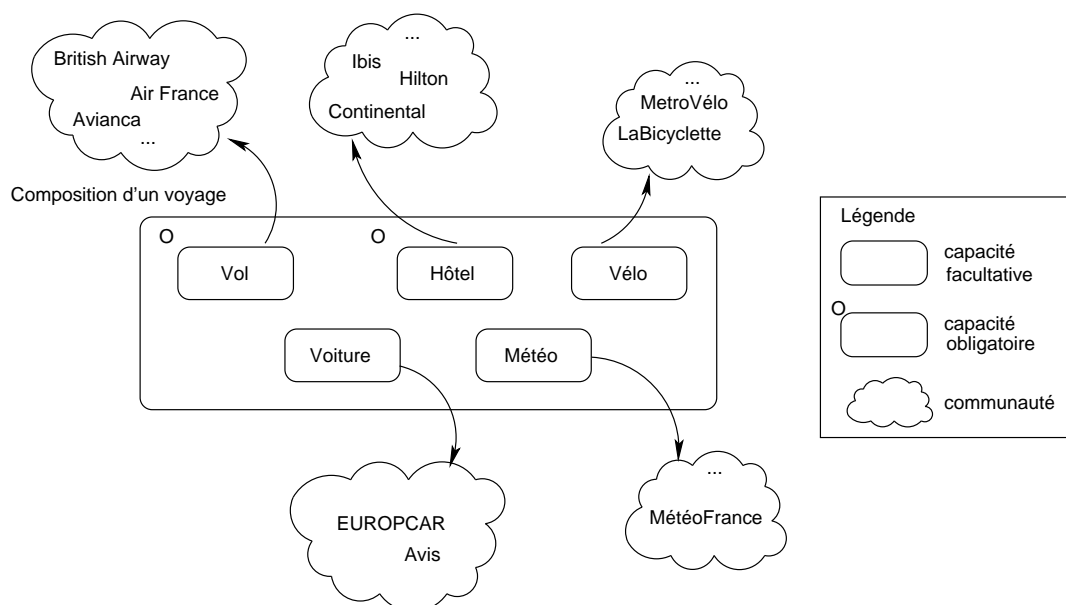 British Airway
Air France
Avianca
...
...
Ibis
Hilton
Continental
...
MetroVélo
LaBicyclette
Composition d'un voyage
O
Vol
O
Hôtel
Vélo
Voiture
Météo
EUROPCAR
Avis
...
MétéoFrance
Légende
capacité
facultative
O
capacité
obligatoire
communauté